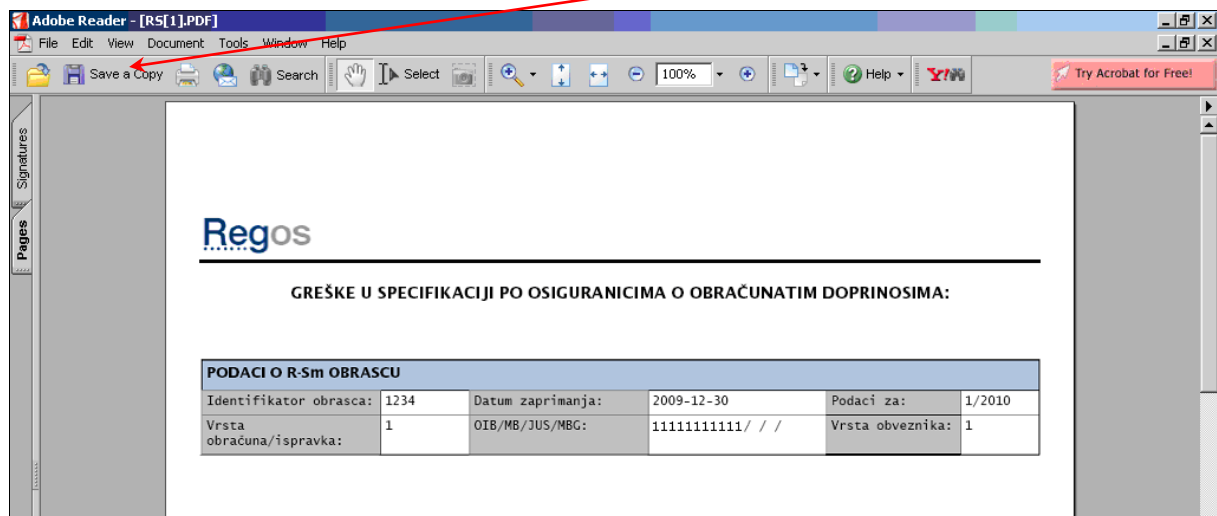 Adobe Reader - [RS[1].PDF]
File Edit View Document Tools Window Help
Save a Copy Search Select 100% Help Y! Try Acrobat for Free!
Signatures
Pages
Regos
GREŠKE U SPECIFIKACIJI PO OSIGURANICIMA O OBRAČUNATIM DOPRINOSIMA:
PODACI O R-Sm OBRASCU
Identifikator obrasca: 1234 Datum zaprimanja: 2009-12-30 Podaci za: 1/2010
Vrsta obračuna/ispravka: 1 OIB/MB/JUS/MBG: 11111111111/ / / Vrsta obveznika: 1